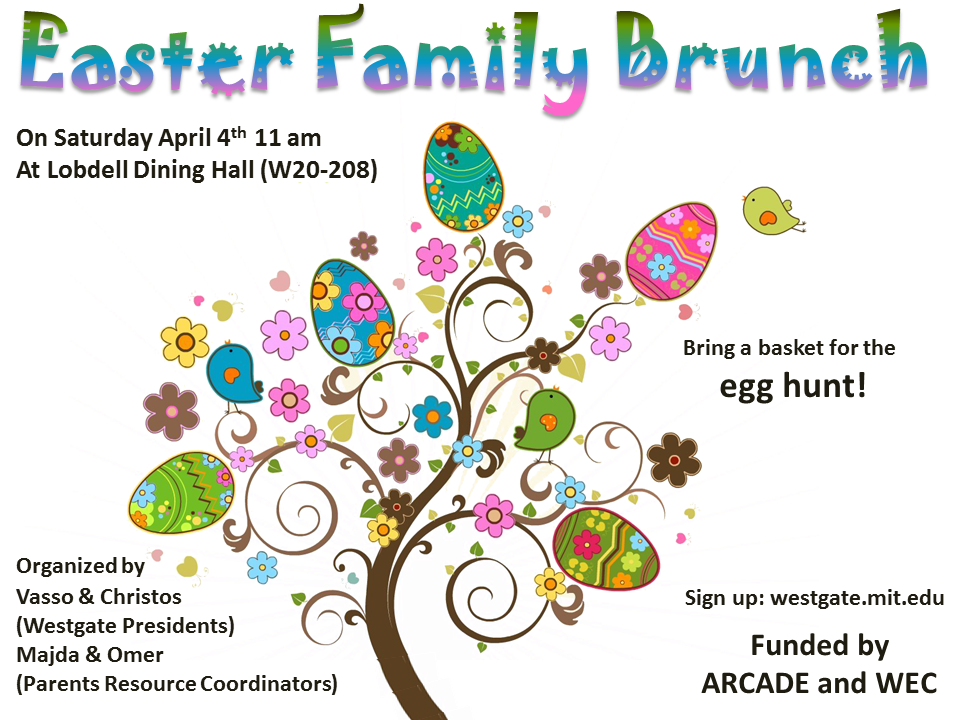 Easter Family Brunch
On Saturday April 4th 11 am
At Lobdell Dining Hall (W20-208)
Bring a basket for the
egg hunt!
Organized by
Vasso & Christos
(Westgate Presidents)
Majda & Omer
(Parents Resource Coordinators)
Sign up: westgate.mit.edu
Funded by
ARCADE and WEC